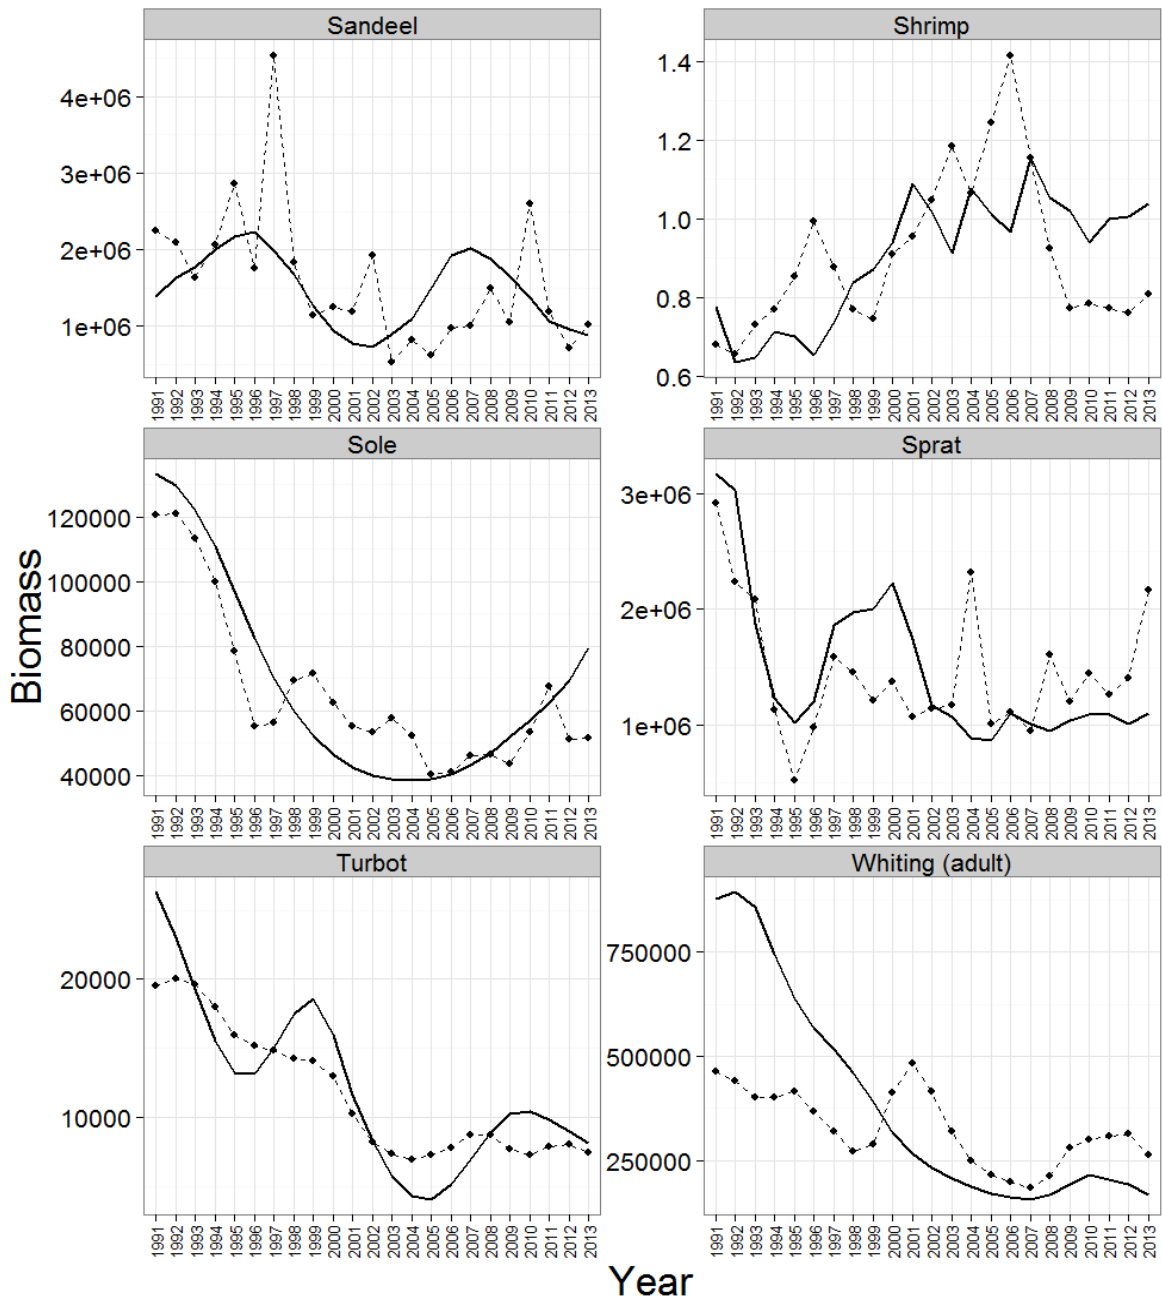 Sandeel
Shrimp
4e+06
3e+06
2e+06
1e+06
1.4
1.2
1.0
0.8
0.6
1991 1992 1993 1994 1995 1996 1997 1998 1999 2000 2001 2002 2003 2004 2005 2006 2007 2008 2009 2010 2011 2012 2013
1991 1992 1993 1994 1995 1996 1997 1998 1999 2000 2001 2002 2003 2004 2005 2006 2007 2008 2009 2010 2011 2012 2013
Sole
Sprat
Biomass
120000
100000
80000
60000
40000
3e+06
2e+06
1e+06
1991 1992 1993 1994 1995 1996 1997 1998 1999 2000 2001 2002 2003 2004 2005 2006 2007 2008 2009 2010 2011 2012 2013
1991 1992 1993 1994 1995 1996 1997 1998 1999 2000 2001 2002 2003 2004 2005 2006 2007 2008 2009 2010 2011 2012 2013
Turbot
Whiting (adult)
20000
10000
750000
500000
250000
1991 1992 1993 1994 1995 1996 1997 1998 1999 2000 2001 2002 2003 2004 2005 2006 2007 2008 2009 2010 2011 2012 2013
1991 1992 1993 1994 1995 1996 1997 1998 1999 2000 2001 2002 2003 2004 2005 2006 2007 2008 2009 2010 2011 2012 2013
Year